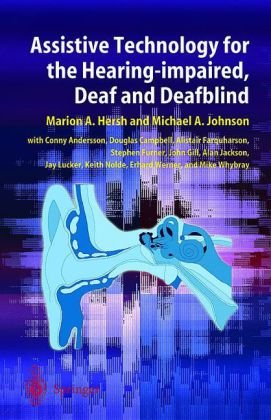 Assistive Technology for
the Hearing-impaired,
Deaf and Deafblind
Marion A. Hersh and Michael A. Johnson
with Conny Andersson, Douglas Campbell, Alistair Farquharson,
Stephen Furner, John Gill, Alan Jackson,
Jay Lucker, Keith Nolde, Erhard Werner, and Mike Whybray
Springer